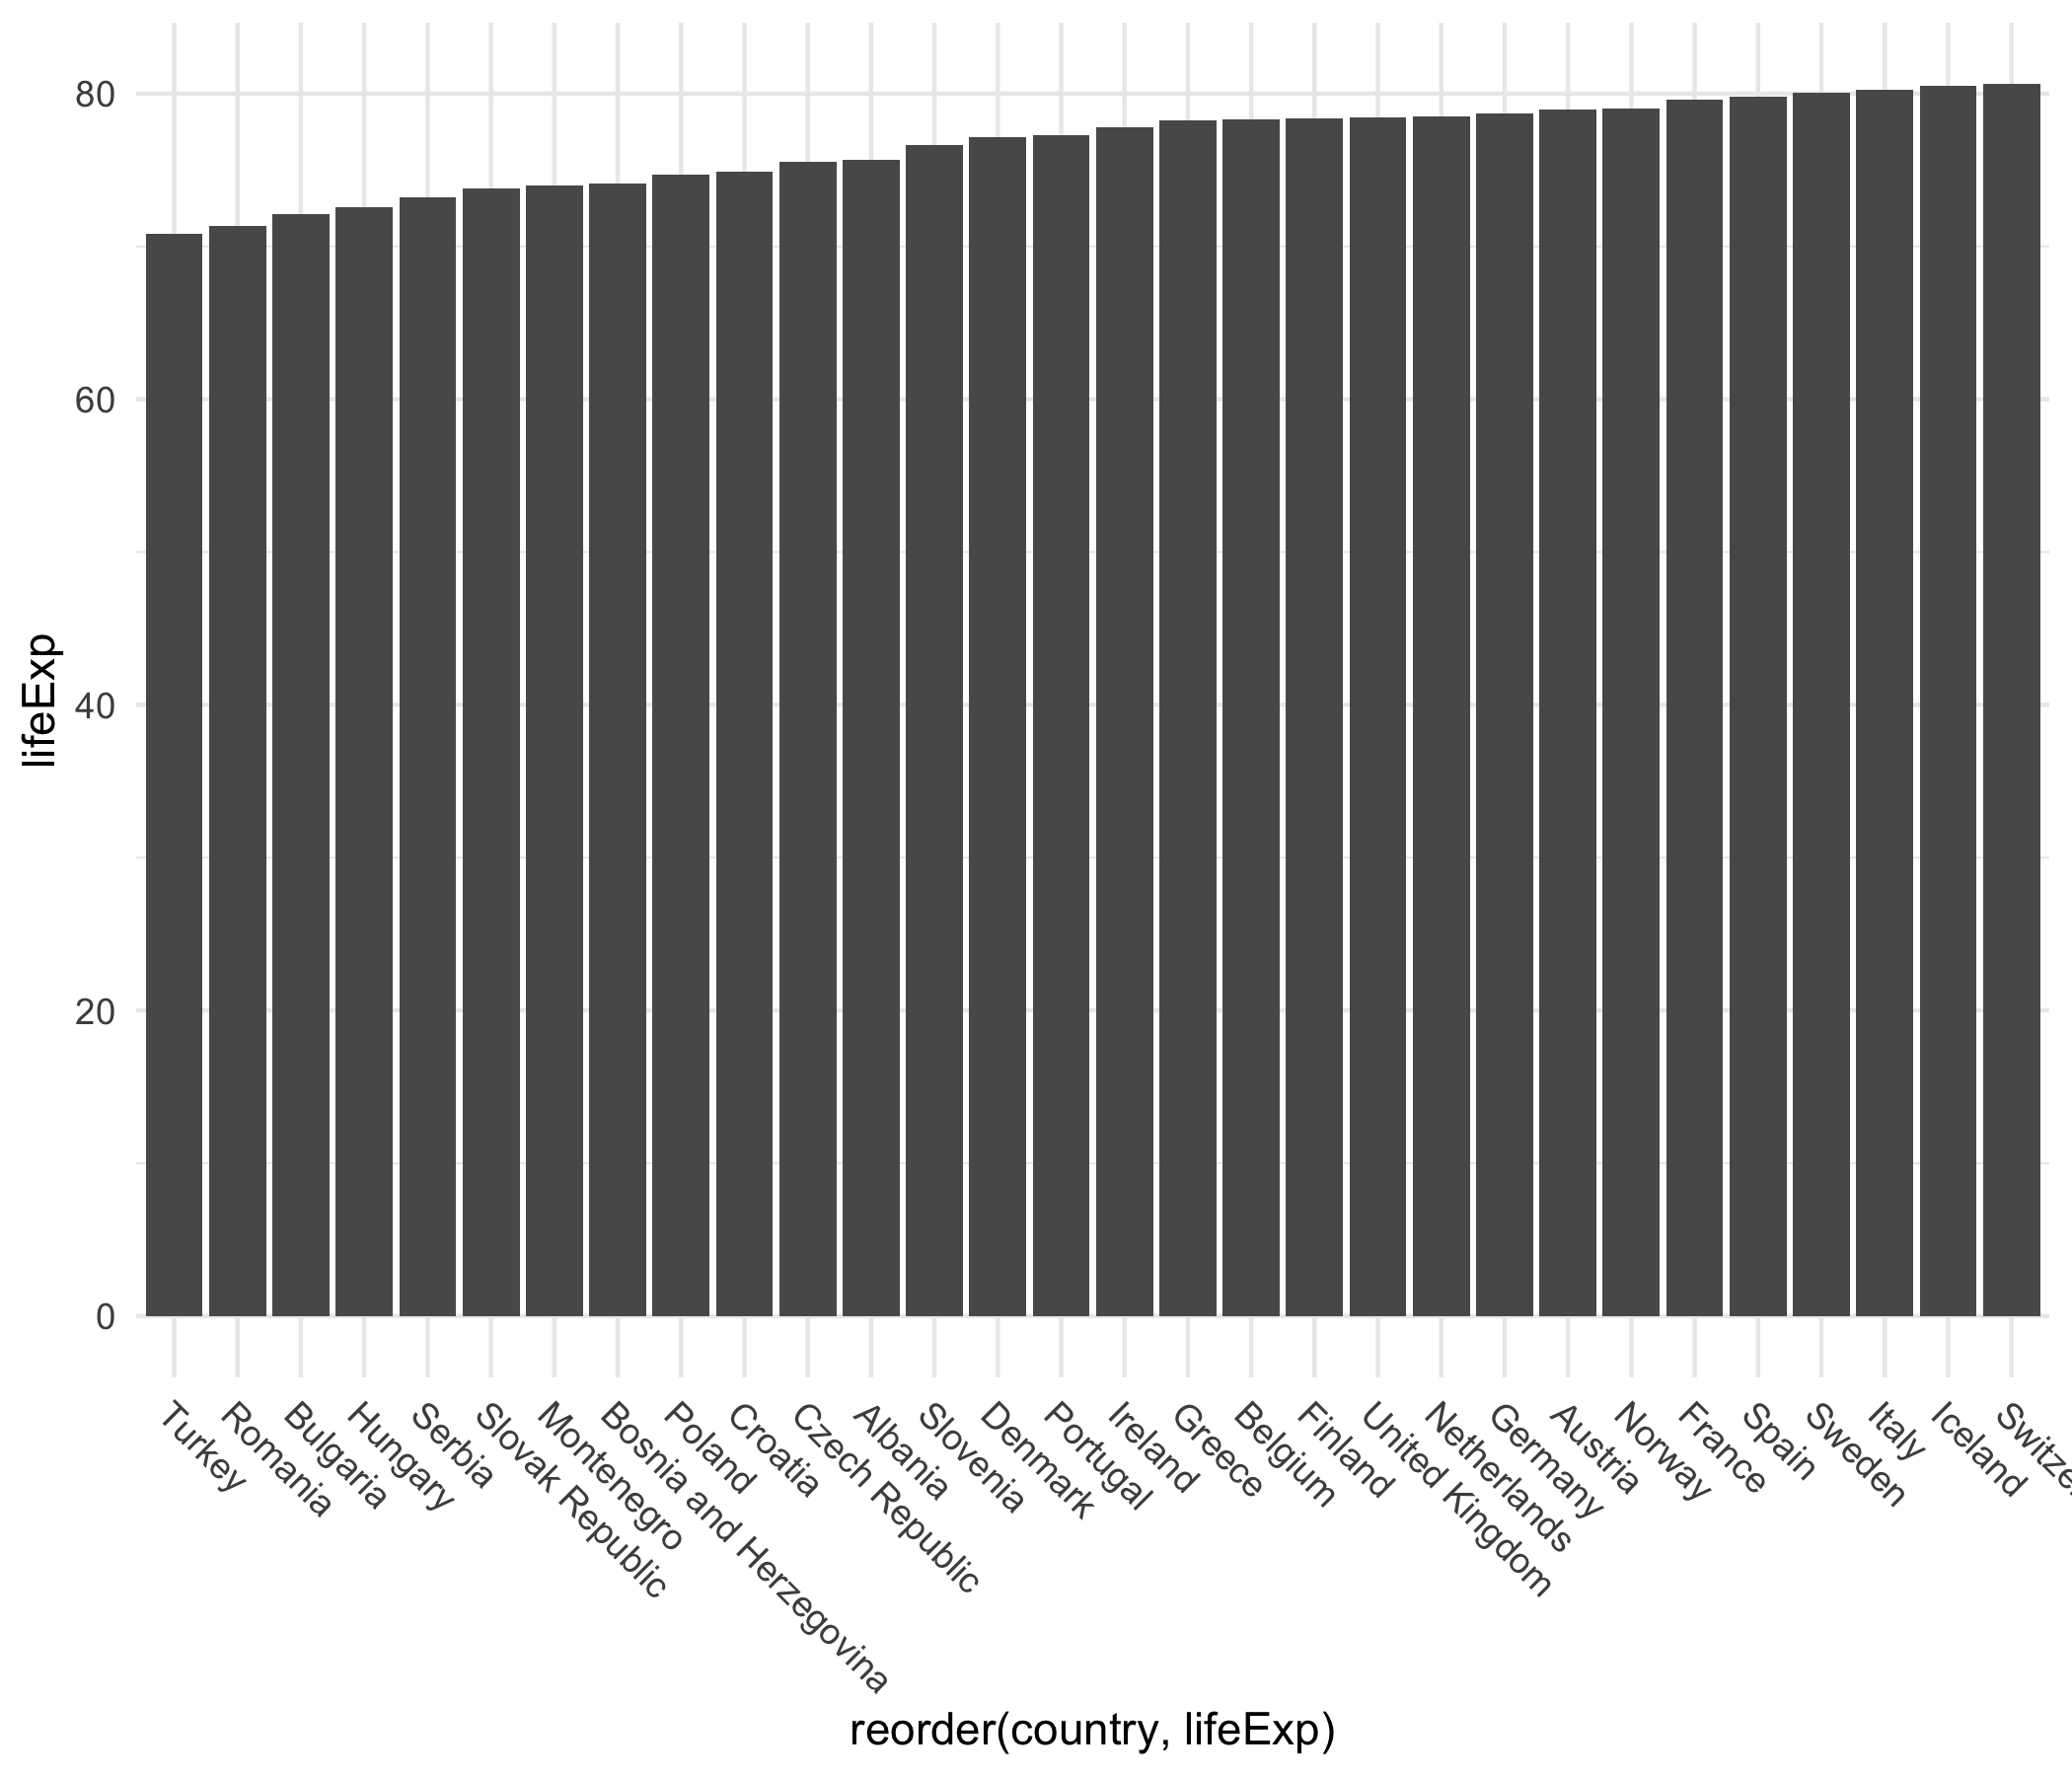 80
60
40
20
0
lifeExp
Turkey
Romania
Bulgaria
Hungary
Serbia
Slovak Republic
Montenegro
Bosnia and Herzegovina
Poland
Croatia
Czech Republic
Albania
Slovenia
Denmark
Portugal
Ireland
Greece
Belgium
Finland
United Kingdom
Netherlands
Germany
Austria
Norway
France
Spain
Sweden
Italy
Iceland
reorder(country, lifeExp)